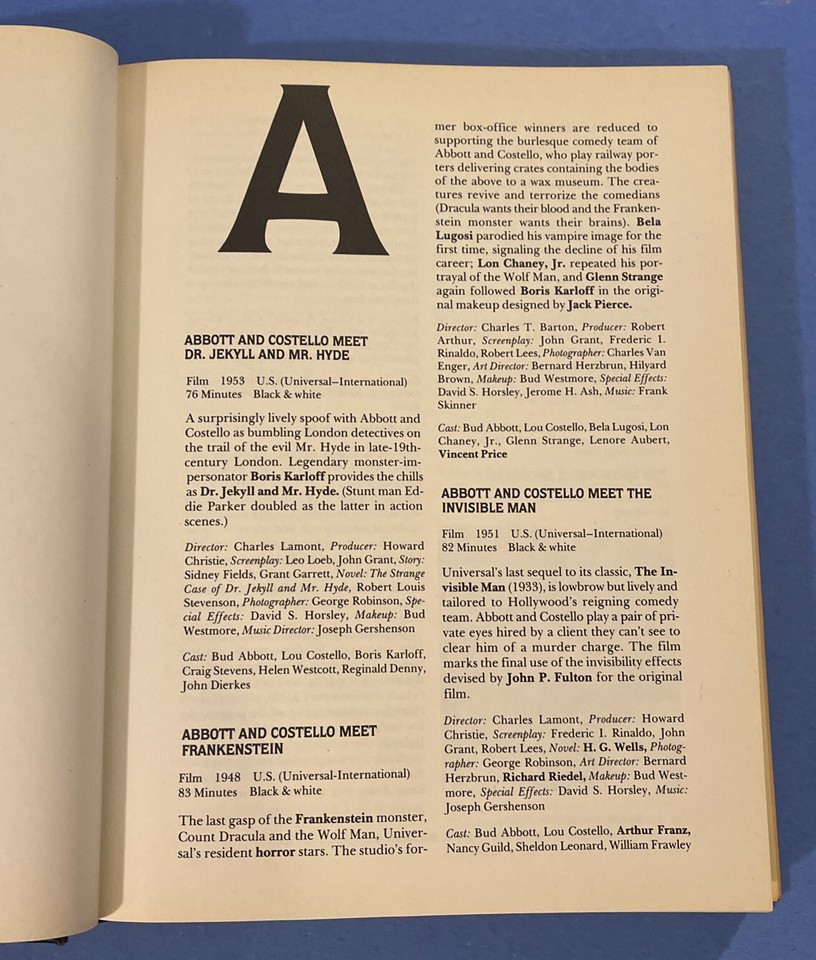 A
ABBOTT AND COSTELLO MEET
DR. JEKYLL AND MR. HYDE
Film 1953 U.S. (Universal–International)
76 Minutes Black & white
A surprisingly lively spoof with Abbott and
Costello as bumbling London detectives on
the trail of the evil Mr. Hyde in late-19th-
century London. Legendary monster-im-
personator Boris Karloff provides the chills
as Dr. Jekyll and Mr. Hyde. (Stunt man Ed-
die Parker doubled as the latter in action
scenes.)
Director: Charles Lamont, Producer: Howard
Christie, Screenplay: Leo Loeb, John Grant, Story:
Sidney Fields, Grant Garrett, Novel: The Strange
Case of Dr. Jekyll and Mr. Hyde, Robert Louis
Stevenson, Photographer: George Robinson, Spe-
cial Effects: David S. Horsley, Makeup: Bud
Westmore, Music Director: Joseph Gershenson
Cast: Bud Abbott, Lou Costello, Boris Karloff,
Craig Stevens, Helen Westcott, Reginald Denny,
John Dierkes
ABBOTT AND COSTELLO MEET
FRANKENSTEIN
Film 1948 U.S. (Universal-International)
83 Minutes Black & white
The last gasp of the Frankenstein monster,
Count Dracula and the Wolf Man, Univer-
sal's resident horror stars. The studio's for-
mer box-office winners are reduced to
supporting the burlesque comedy team of
Abbott and Costello, who play railway por-
ters delivering crates containing the bodies
of the above to a wax museum. The crea-
tures revive and terrorize the comedians
(Dracula wants their blood and the Franken-
stein monster wants their brains). Bela
Lugosi parodied his vampire image for the
first time, signaling the decline of his film
career; Lon Chaney, Jr. repeated his por-
trayal of the Wolf Man, and Glenn Strange
again followed Boris Karloff in the origi-
nal makeup designed by Jack Pierce.
Director: Charles T. Barton, Producer: Robert
Arthur, Screenplay: John Grant, Frederic I.
Rinaldo, Robert Lees, Photographer: Charles Van
Enger, Art Director: Bernard Herzbrun, Hilyard
Brown, Makeup: Bud Westmore, Special Effects:
David S. Horsley, Jerome H. Ash, Music: Frank
Skinner
Cast: Bud Abbott, Lou Costello, Bela Lugosi, Lon
Chaney, Jr., Glenn Strange, Lenore Aubert,
Vincent Price
ABBOTT AND COSTELLO MEET THE
INVISIBLE MAN
Film 1951 U.S. (Universal–International)
82 Minutes Black & white
Universal's last sequel to its classic, The In-
visible Man (1933), is lowbrow but lively and
tailored to Hollywood's reigning comedy
team. Abbott and Costello play a pair of pri-
vate eyes hired by a client they can't see to
clear him of a murder charge. The film
marks the final use of the invisibility effects
devised by John P. Fulton for the original
film.
Director: Charles Lamont, Producer: Howard
Christie, Screenplay: Frederic I. Rinaldo, John
Grant, Robert Lees, Novel: H. G. Wells, Photog-
rapher: George Robinson, Art Director: Bernard
Herzbrun, Richard Riedel, Makeup: Bud West-
more, Special Effects: David S. Horsley, Music:
Joseph Gershenson
Cast: Bud Abbott, Lou Costello, Arthur Franz,
Nancy Guild, Sheldon Leonard, William Frawley